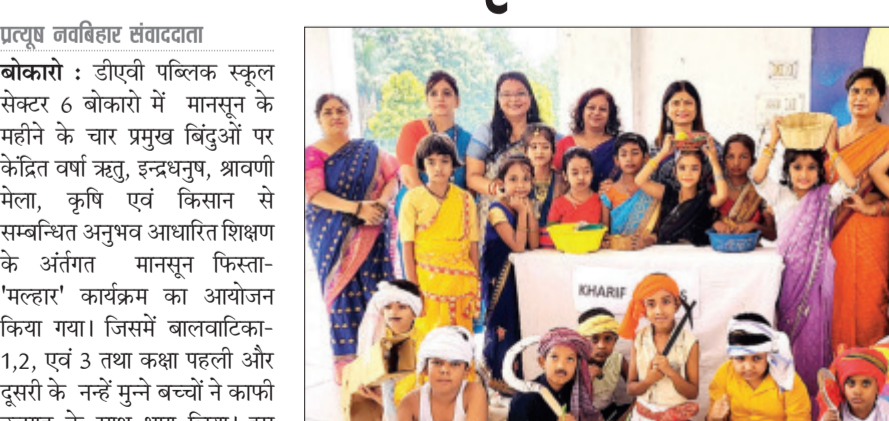 प्रत्यूष नवबिहार संवाददाता
बोकारो : डीएवी पब्लिक स्कूल
सेक्टर 6 बोकारो में मानसून के
महीने के चार प्रमुख बिंदुओं पर
केंद्रित वर्षा ऋतु, इन्द्रधनुष, श्रावणी
मेला, कृषि एवं किसान से
सम्बन्धित अनुभव आधारित शिक्षण
के अंर्तगत मानसून फिस्ता-
'मल्हार' कार्यक्रम का आयोजन
किया गया। जिसमें बालवाटिका-
1,2, एवं 3 तथा कक्षा पहली और
दूसरी के नन्हें मुन्ने बच्चों ने काफी
KHARIF